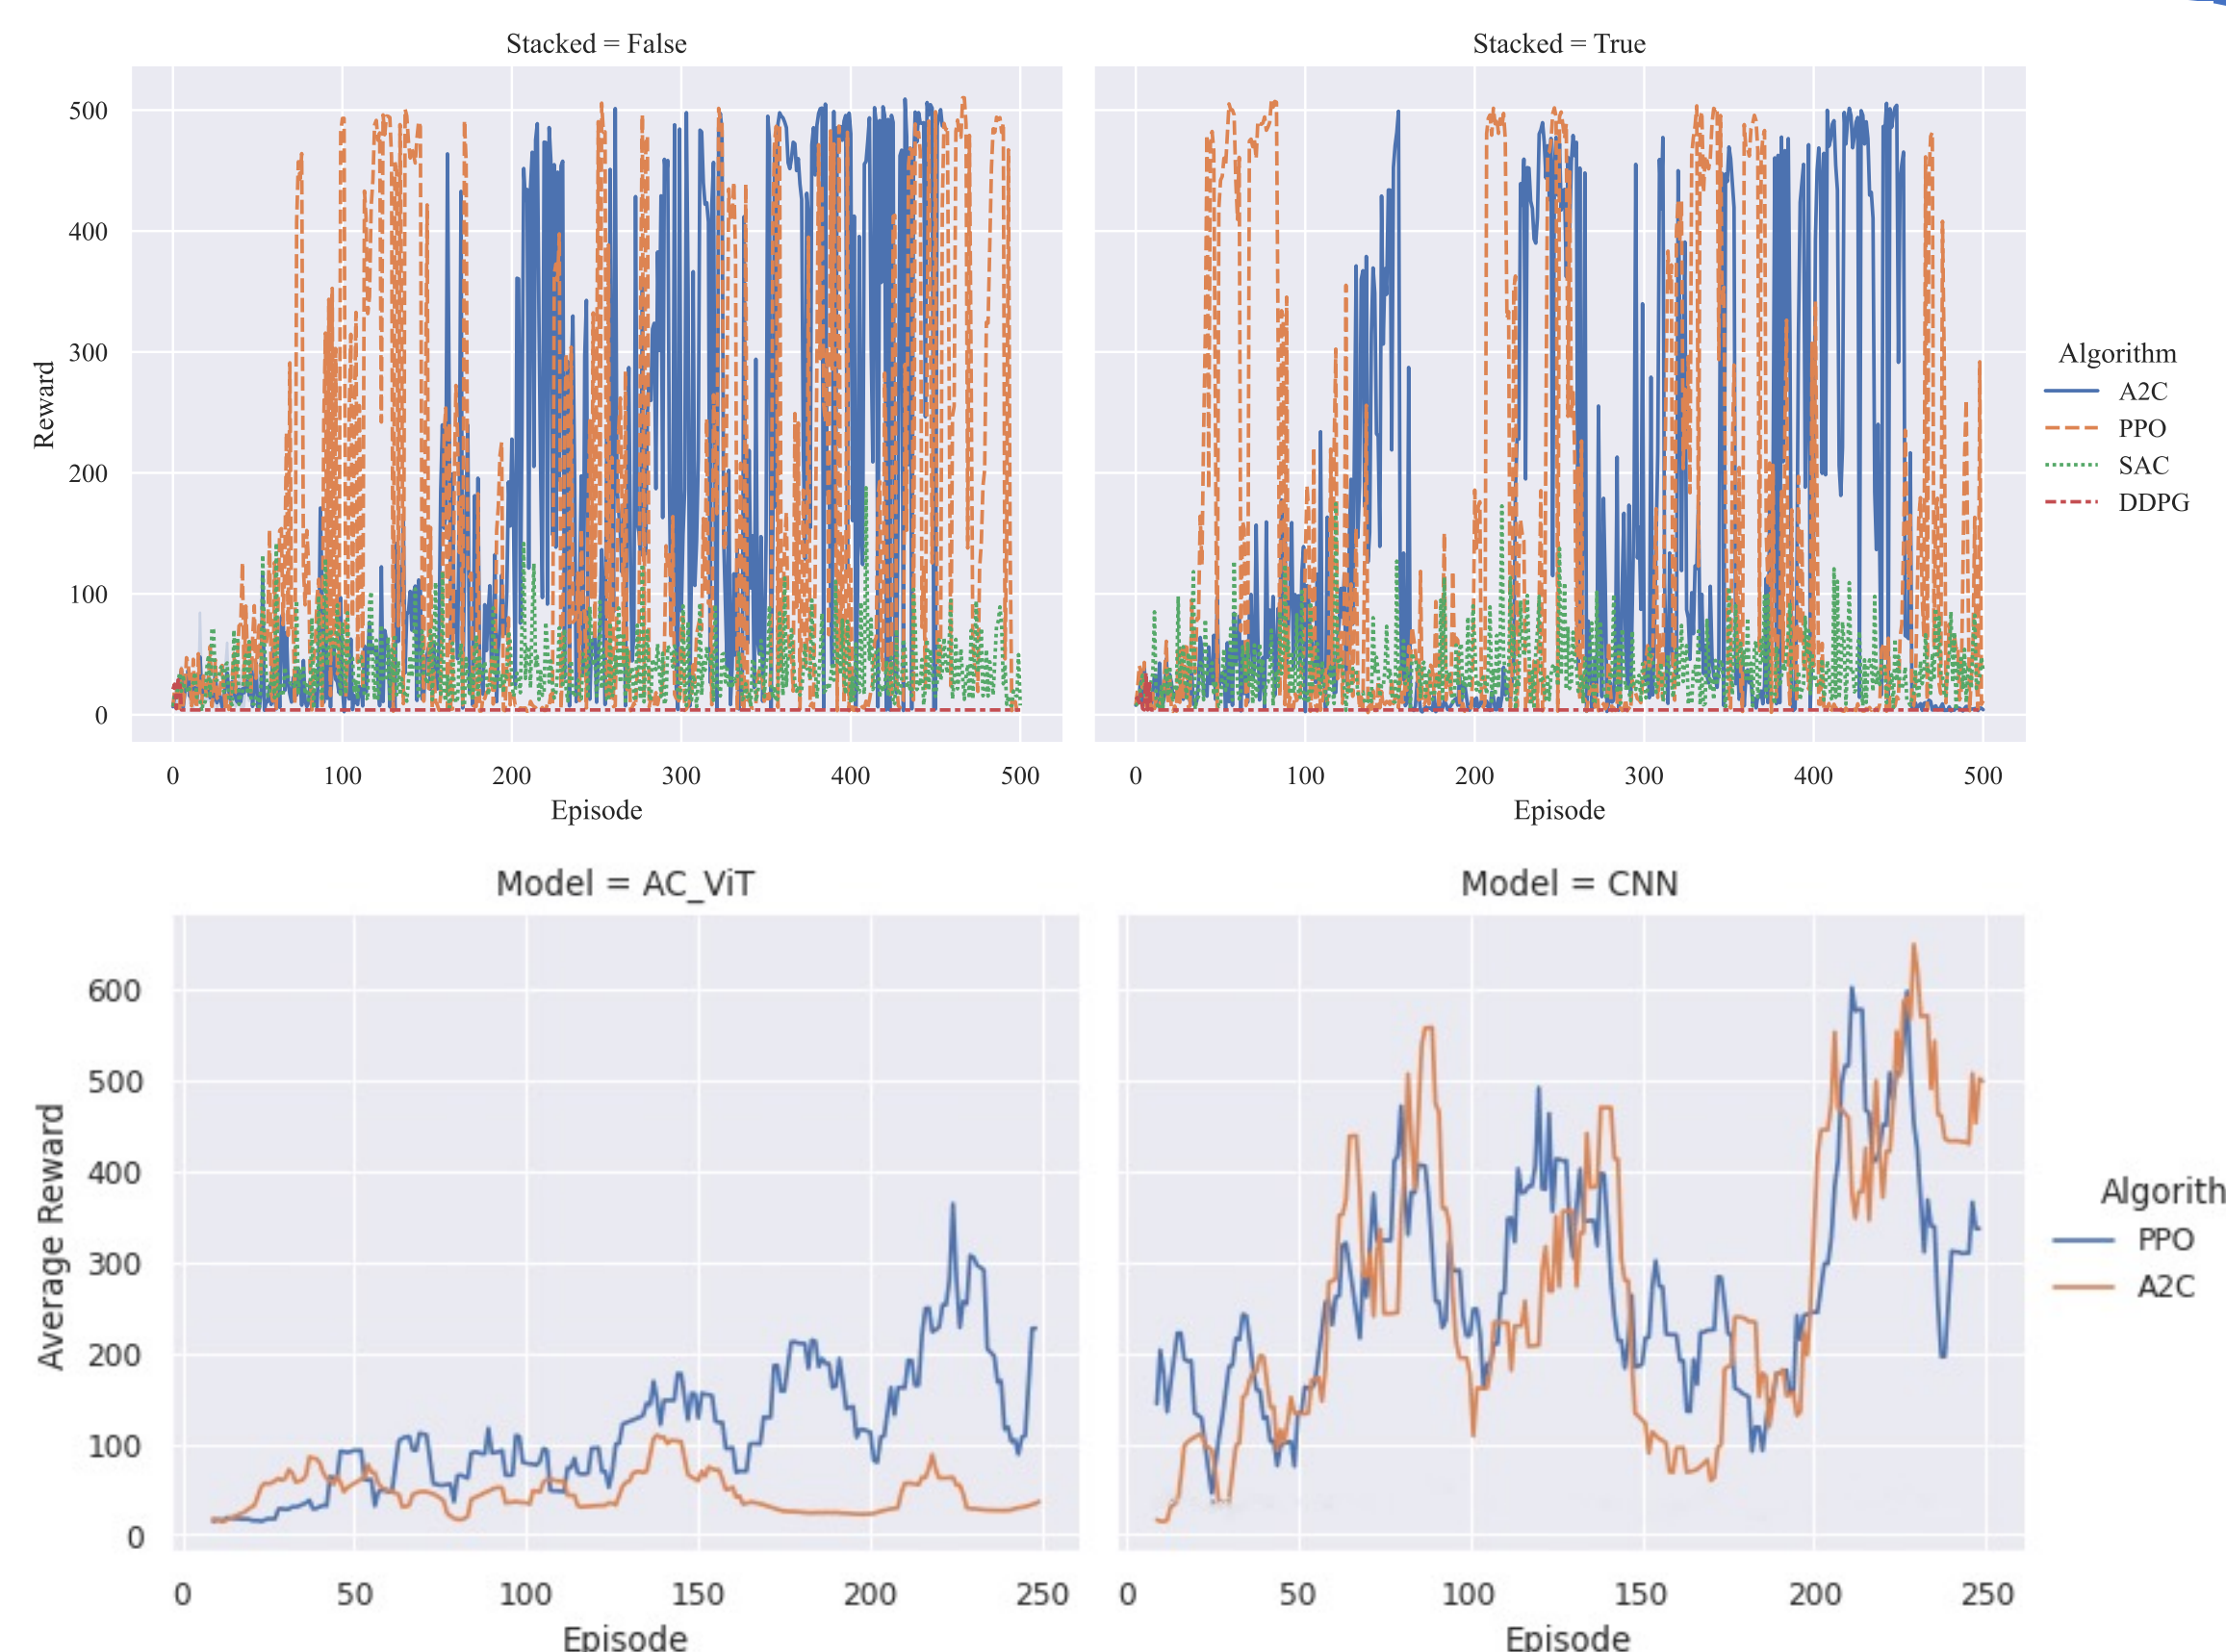 Stacked = False
Stacked = True
500
400
300
200
100
0
Reward
0 100 200 300 400 500
Episode
0 100 200 300 400 500
Episode
Algorithm
A2C
PPO
SAC
DDPG
Model = AC_ViT
Model = CNN
600
500
400
300
200
100
0
Average Reward
0 50 100 150 200 250
Episode
0 50 100 150 200 250
Episode
Algorith
PPO
A2C